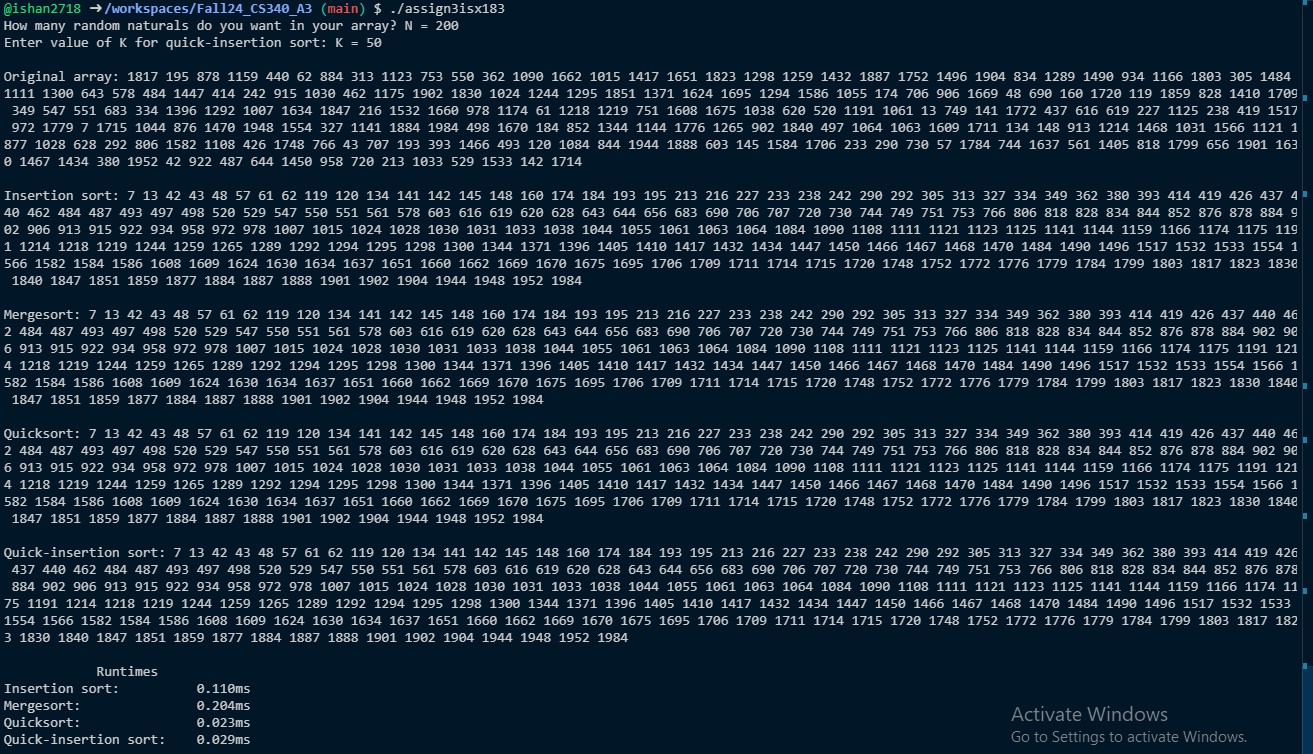 @ishan2718 ➜/workspaces/Fall24_CS340_A3 (main) $ ./assign3isx183
How many random naturals do you want in your array? N = 200
Enter value of K for quick-insertion sort: K = 50
Original array: 1817 195 878 1159 440 62 884 313 1123 753 550 362 1090 1662 1015 1417 1651 1823 1298 1259 1432 1887 1752 1496 1904 834 1289 1490 934 1166 1803 305 1484
1111 1300 643 578 484 1447 414 242 915 1030 462 1175 1902 1830 1024 1244 1295 1851 1371 1624 1695 1294 1586 1055 174 706 906 1669 48 690 160 1720 119 1859 828 1410 1709
349 547 551 683 334 1396 1292 1007 1634 1847 216 1532 1660 978 1174 61 1218 1219 751 1608 1675 1038 620 520 1191 1061 13 749 141 1772 437 616 619 227 1125 238 419 1517
972 1779 7 1715 1044 876 1470 1948 1554 327 1141 1884 1984 498 1670 184 852 1344 1144 1776 1265 902 1840 497 1064 1063 1609 1711 134 148 913 1214 1468 1031 1566 1121 1
877 1028 628 292 806 1582 1108 426 1748 766 43 707 193 393 1466 493 120 1084 844 1944 1888 603 145 1584 1706 233 290 730 57 1784 744 1637 561 1405 818 1799 656 1901 163
0 1467 1434 380 1952 42 922 487 644 1450 958 720 213 1033 529 1533 142 1714
Insertion sort: 7 13 42 43 48 57 61 62 119 120 134 141 142 145 148 160 174 184 193 195 213 216 227 233 238 242 290 292 305 313 327 334 349 362 380 393 414 419 426 437 4
40 462 484 487 493 497 498 520 529 547 550 551 561 578 603 616 619 620 628 643 644 656 683 690 706 707 720 730 744 749 751 753 766 806 818 828 834 844 852 876 878 884 9
02 906 913 915 922 934 958 972 978 1007 1015 1024 1028 1030 1031 1033 1038 1044 1055 1061 1063 1064 1084 1090 1108 1111 1121 1123 1125 1141 1144 1159 1166 1174 1175 119
1 1214 1218 1219 1244 1259 1265 1289 1292 1294 1295 1298 1300 1344 1371 1396 1405 1410 1417 1432 1434 1447 1450 1466 1467 1468 1470 1484 1490 1496 1517 1532 1533 1554 1
566 1582 1584 1586 1608 1609 1624 1630 1634 1637 1651 1660 1662 1669 1670 1675 1695 1706 1709 1711 1714 1715 1720 1748 1752 1772 1776 1779 1784 1799 1803 1817 1823 1830
1840 1847 1851 1859 1877 1884 1887 1888 1901 1902 1904 1944 1948 1952 1984
Mergesort: 7 13 42 43 48 57 61 62 119 120 134 141 142 145 148 160 174 184 193 195 213 216 227 233 238 242 290 292 305 313 327 334 349 362 380 393 414 419 426 437 440 46
2 484 487 493 497 498 520 529 547 550 551 561 578 603 616 619 620 628 643 644 656 683 690 706 707 720 730 744 749 751 753 766 806 818 828 834 844 852 876 878 884 902 90
6 913 915 922 934 958 972 978 1007 1015 1024 1028 1030 1031 1033 1038 1044 1055 1061 1063 1064 1084 1090 1108 1111 1121 1123 1125 1141 1144 1159 1166 1174 1175 1191 121
4 1218 1219 1244 1259 1265 1289 1292 1294 1295 1298 1300 1344 1371 1396 1405 1410 1417 1432 1434 1447 1450 1466 1467 1468 1470 1484 1490 1496 1517 1532 1533 1554 1566 1
582 1584 1586 1608 1609 1624 1630 1634 1637 1651 1660 1662 1669 1670 1675 1695 1706 1709 1711 1714 1715 1720 1748 1752 1772 1776 1779 1784 1799 1803 1817 1823 1830 1840
1847 1851 1859 1877 1884 1887 1888 1901 1902 1904 1944 1948 1952 1984
Quicksort: 7 13 42 43 48 57 61 62 119 120 134 141 142 145 148 160 174 184 193 195 213 216 227 233 238 242 290 292 305 313 327 334 349 362 380 393 414 419 426 437 440 46
2 484 487 493 497 498 520 529 547 550 551 561 578 603 616 619 620 628 643 644 656 683 690 706 707 720 730 744 749 751 753 766 806 818 828 834 844 852 876 878 884 902 90
6 913 915 922 934 958 972 978 1007 1015 1024 1028 1030 1031 1033 1038 1044 1055 1061 1063 1064 1084 1090 1108 1111 1121 1123 1125 1141 1144 1159 1166 1174 1175 1191 121
4 1218 1219 1244 1259 1265 1289 1292 1294 1295 1298 1300 1344 1371 1396 1405 1410 1417 1432 1434 1447 1450 1466 1467 1468 1470 1484 1490 1496 1517 1532 1533 1554 1566 1
582 1584 1586 1608 1609 1624 1630 1634 1637 1651 1660 1662 1669 1670 1675 1695 1706 1709 1711 1714 1715 1720 1748 1752 1772 1776 1779 1784 1799 1803 1817 1823 1830 1840
1847 1851 1859 1877 1884 1887 1888 1901 1902 1904 1944 1948 1952 1984
Quick-insertion sort: 7 13 42 43 48 57 61 62 119 120 134 141 142 145 148 160 174 184 193 195 213 216 227 233 238 242 290 292 305 313 327 334 349 362 380 393 414 419 426
437 440 462 484 487 493 497 498 520 529 547 550 551 561 578 603 616 619 620 628 643 644 656 683 690 706 707 720 730 744 749 751 753 766 806 818 828 834 844 852 876 878
884 902 906 913 915 922 934 958 972 978 1007 1015 1024 1028 1030 1031 1033 1038 1044 1055 1061 1063 1064 1084 1090 1108 1111 1121 1123 1125 1141 1144 1159 1166 1174 11
75 1191 1214 1218 1219 1244 1259 1265 1289 1292 1294 1295 1298 1300 1344 1371 1396 1405 1410 1417 1432 1434 1447 1450 1466 1467 1468 1470 1484 1490 1496 1517 1532 1533
1554 1566 1582 1584 1586 1608 1609 1624 1630 1634 1637 1651 1660 1662 1669 1670 1675 1695 1706 1709 1711 1714 1715 1720 1748 1752 1772 1776 1779 1784 1799 1803 1817 182
3 1830 1840 1847 1851 1859 1877 1884 1887 1888 1901 1902 1904 1944 1948 1952 1984
Runtimes
Insertion sort: 0.110ms
Mergesort: 0.204ms
Quicksort: 0.023ms
Quick-insertion sort: 0.029ms
Activate Windows
Go to Settings to activate Windows.